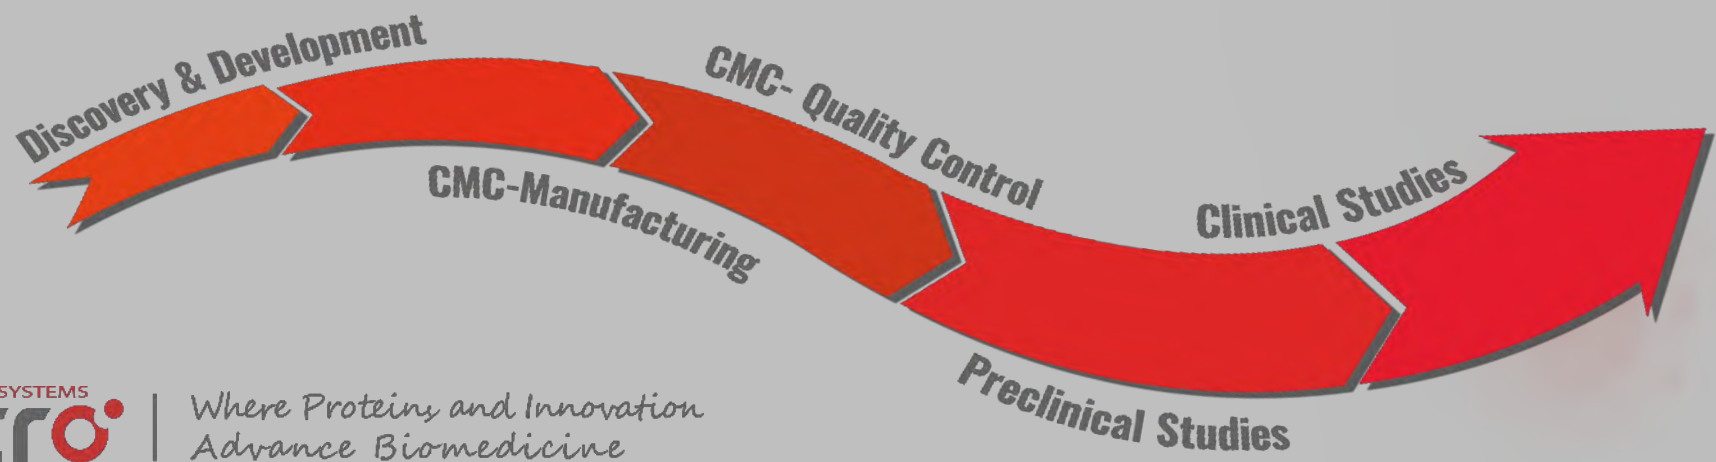 Discovery & Development
CMC-Manufacturing
CMC- Quality Control
Preclinical Studies
Clinical Studies
SYSTEMS
Where Proteins and Innovation
Advance Biomedicine